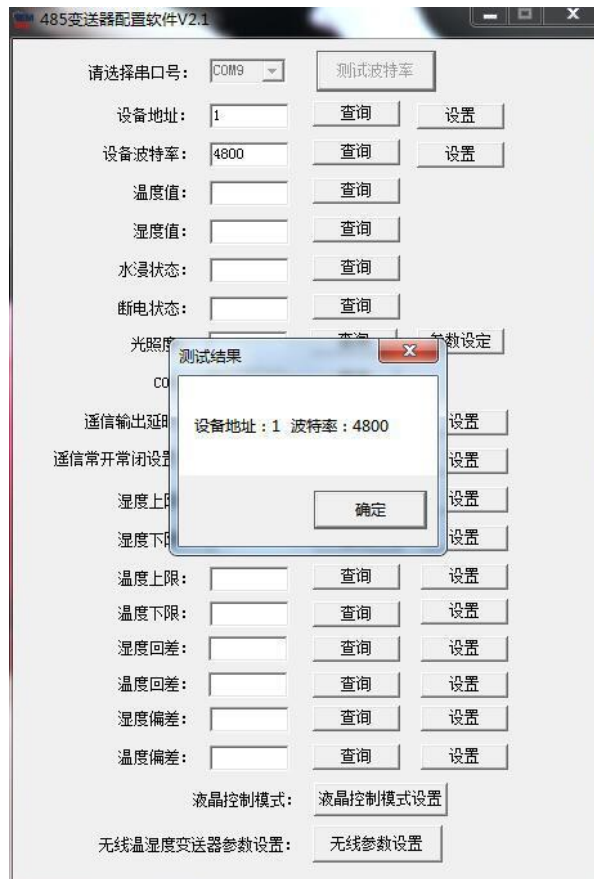 485变送器配置软件V2.1
请选择串口号： COM9 测试波特率
设备地址： 1 查询 设置
设备波特率： 4800 查询 设置
温度值： 查询
湿度值： 查询
水浸状态： 查询
断电状态： 查询
光照度 查询 参数设定
测试结果
CO
设备地址：1 波特率：4800
遥信输出延时 设置
遥信常开常闭设置 设置
湿度上限 设置
确定
湿度下限 设置
温度上限： 查询 设置
温度下限： 查询 设置
湿度回差： 查询 设置
温度回差： 查询 设置
湿度偏差： 查询 设置
温度偏差： 查询 设置
液晶控制模式： 液晶控制模式设置
无线温湿度变送器参数设置： 无线参数设置